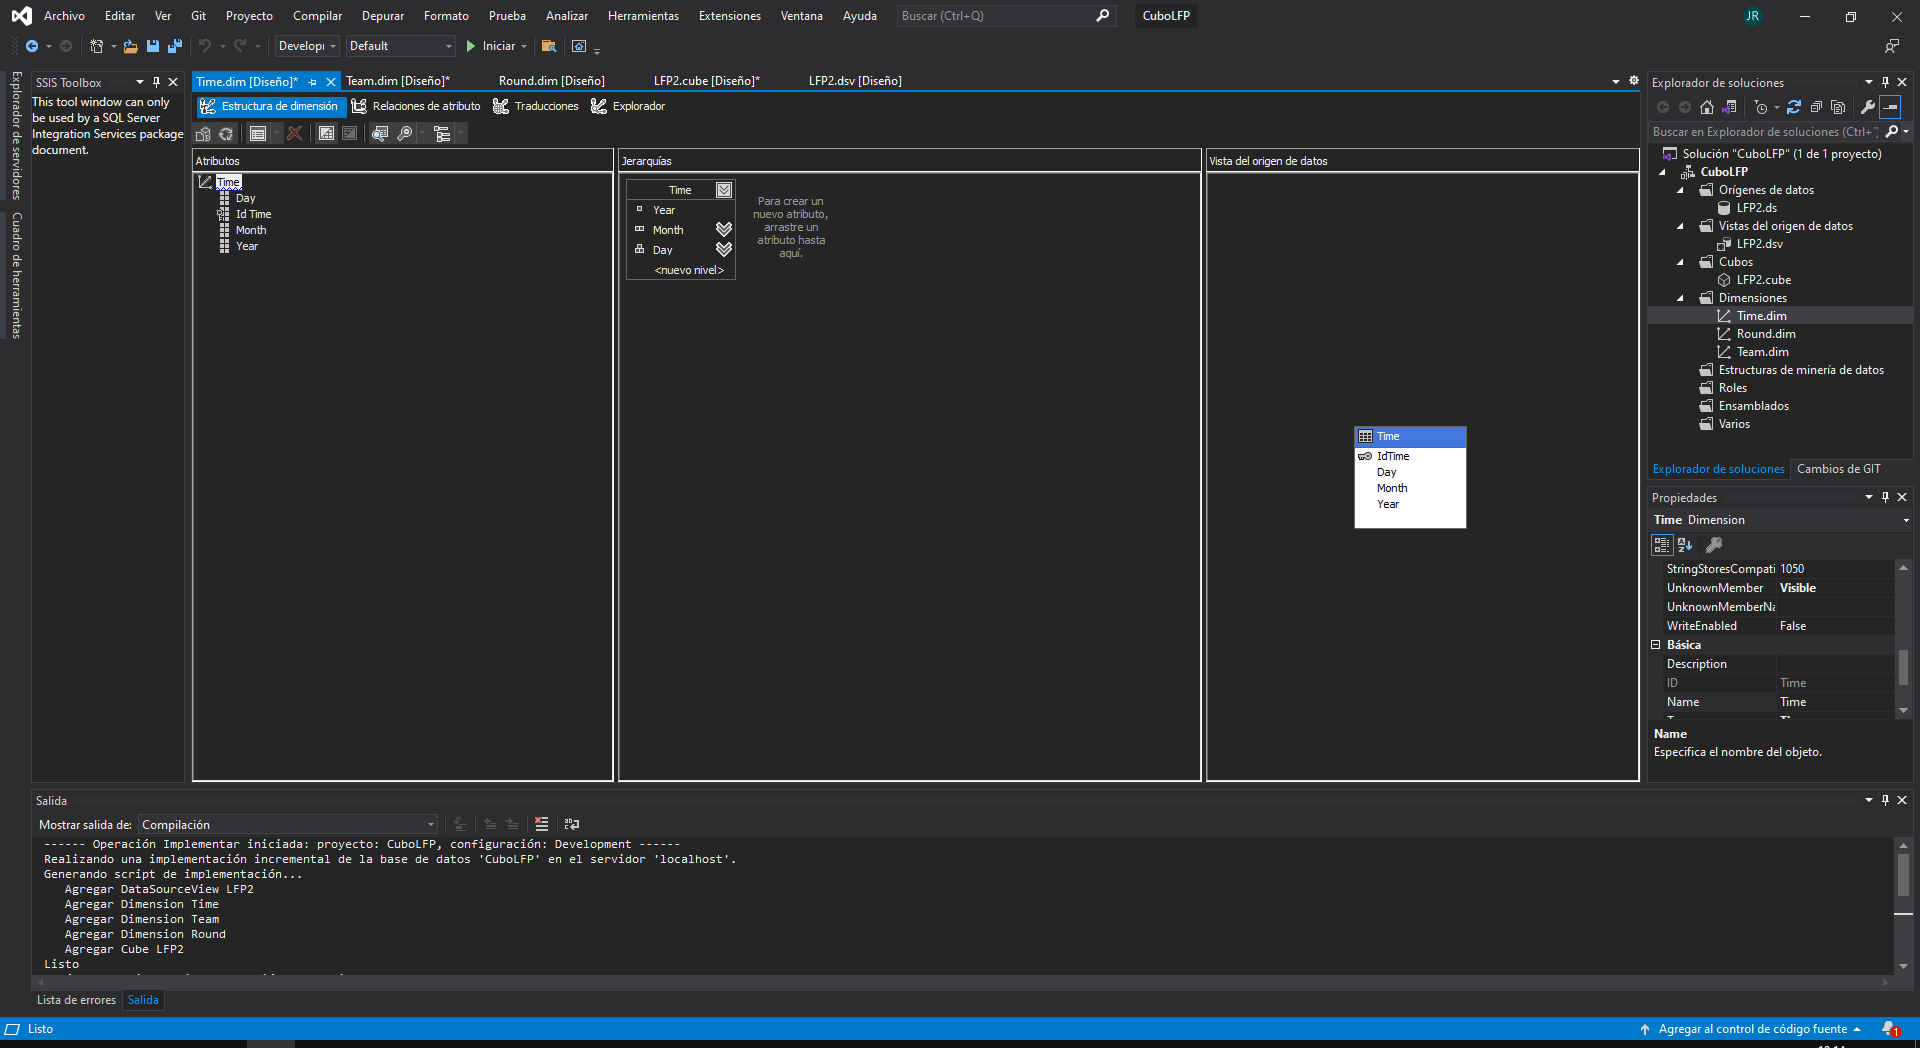 Archivo Editar Ver Git Proyecto Compilar Depurar Formato Prueba Analizar Herramientas Extensiones Ventana Ayuda Buscar (Ctrl+Q) CuboLFP JR
Developi Default Iniciar
Explorador de servidores
Cuadro de herramientas
SSIS Toolbox
This tool window can only
be used by a SQL Server
Integration Services package
document.
Time.dim [Diseño]* Team.dim [Diseño]* Round.dim [Diseño] LFP2.cube [Diseño]* LFP2.dsv [Diseño]
Estructura de dimensión Relaciones de atributo Traducciones Explorador
Atributos
Time
Day
Id Time
Month
Year
Jerarquías
Time
Year
Month
Day
<nuevo nivel>
Para crear un
nuevo atributo,
arrastre un
atributo hasta
aquí.
Vista del origen de datos
Time
IdTime
Day
Month
Year
Explorador de soluciones
Buscar en Explorador de soluciones (Ctrl+
Solución "CuboLFP" (1 de 1 proyecto)
CuboLFP
Orígenes de datos
LFP2.ds
Vistas del origen de datos
LFP2.dsv
Cubos
LFP2.cube
Dimensiones
Time.dim
Round.dim
Team.dim
Estructuras de minería de datos
Roles
Ensamblados
Varios
Explorador de soluciones Cambios de GIT
Propiedades
Time Dimension
StringStoresCompati 1050
UnknownMember Visible
UnknownMemberNa
WriteEnabled False
Básica
Description
ID Time
Name Time
Name
Especifica el nombre del objeto.
Salida
Mostrar salida de: Compilación
------ Operación Implementar iniciada: proyecto: CuboLFP, configuración: Development ------
Realizando una implementación incremental de la base de datos 'CuboLFP' en el servidor 'localhost'.
Generando script de implementación...
Agregar DataSourceView LFP2
Agregar Dimension Time
Agregar Dimension Team
Agregar Dimension Round
Agregar Cube LFP2
Listo
Lista de errores Salida
Listo Agregar al control de código fuente 1